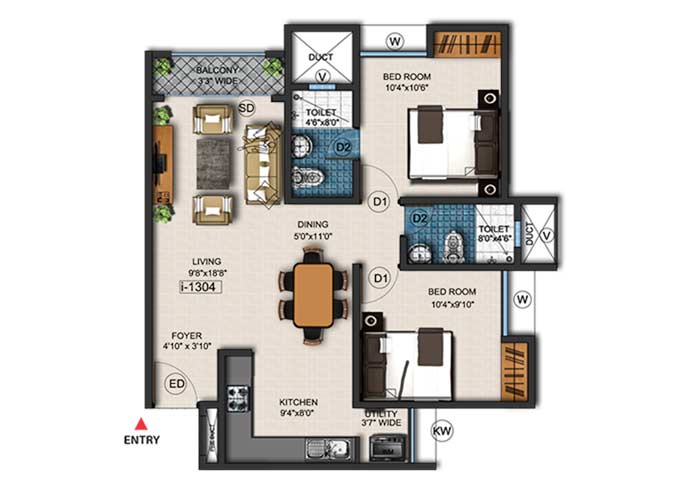 W
DUCT
BALCONY
3'3" WIDE
V
BED ROOM
10'4"x10'6"
SD
TOILET
4'6"x8'0"
D2
D1
D2
TOILET
8'0"x4'6"
DUCT
V
DINING
5'0"x11'0"
LIVING
9'8"x18'8"
i-1304
D1
BED ROOM
10'4"x9'10"
W
FOYER
4'10" x 3'10"
ED
KITCHEN
9'4"x8'0"
UTILITY
3'7" WIDE
KW
ENTRY
WM